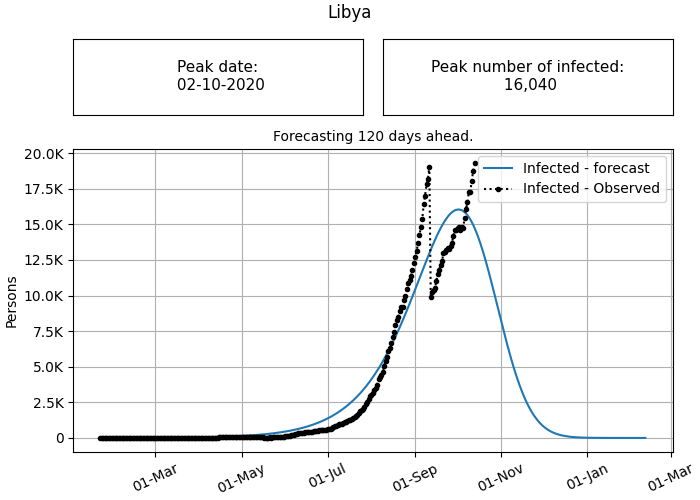 Libya
Peak date:
02-10-2020
Peak number of infected:
16,040
Forecasting 120 days ahead.
20.0K
17.5K
15.0K
12.5K
10.0K
7.5K
5.0K
2.5K
0
Persons
Infected - forecast
Infected - Observed
01-Mar
01-May
01-Jul
01-Sep
01-Nov
01-Jan
01-Mar